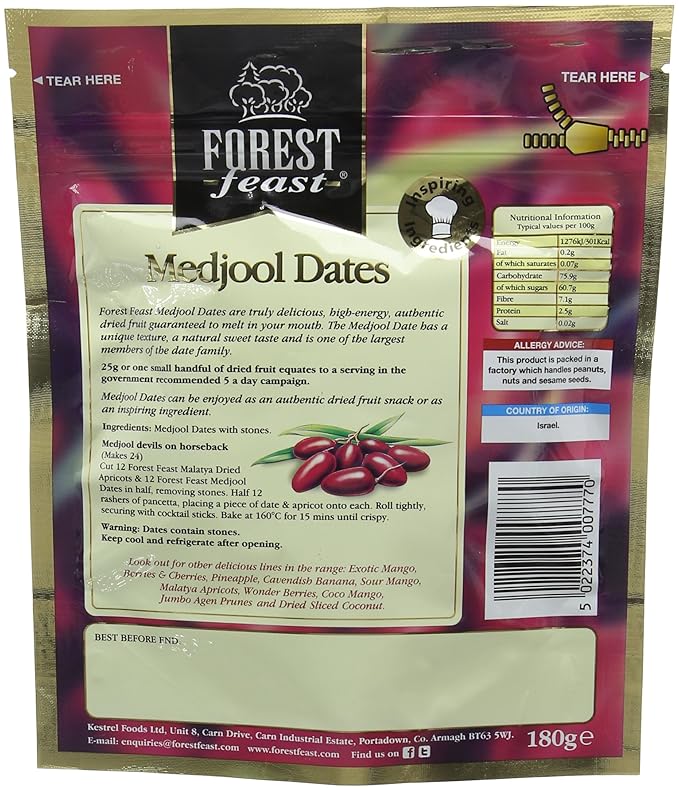 TEAR HERE
TEAR HERE
FOREST
feast®
Inspiring
Ingredients
Medjool Dates
Forest Feast Medjool Dates are truly delicious, high-energy, authentic
dried fruit guaranteed to melt in your mouth. The Medjool Date has a
unique texture, a natural sweet taste and is one of the largest
members of the date family.
25g or one small handful of dried fruit equates to a serving in the
government recommended 5 a day campaign.
Medjool Dates can be enjoyed as an authentic dried fruit snack or as
an inspiring ingredient.
Ingredients: Medjool Dates with stones.
Medjool devils on horseback
(Makes 24)
Cut 12 Forest Feast Malatya Dried
Apricots & 12 Forest Feast Medjool
Dates in half, removing stones. Half 12
rashers of pancetta, placing a piece of date & apricot onto each. Roll tightly,
securing with cocktail sticks. Bake at 160°C for 15 mins until crispy.
Warning: Dates contain stones.
Keep cool and refrigerate after opening.
Look out for other delicious lines in the range: Exotic Mango,
Berries & Cherries, Pineapple, Cavendish Banana, Sour Mango,
Malatya Apricots, Wonder Berries, Coco Mango,
Jumbo Agen Prunes and Dried Sliced Coconut.
Nutritional Information
Typical values per 100g
Energy 1276kJ/301Kcal
Fat 0.2g
of which saturates 0.07g
Carbohydrate 75.9g
of which sugars 60.7g
Fibre 7.1g
Protein 2.5g
Salt 0.02g
ALLERGY ADVICE:
This product is packed in a
factory which handles peanuts,
nuts and sesame seeds.
COUNTRY OF ORIGIN:
Israel.
5 022374 007770
BEST BEFORE END:
Kestrel Foods Ltd, Unit 8, Carn Drive, Carn Industrial Estate, Portadown, Co. Armagh BT63 5WJ.
E-mail: enquiries@forestfeast.com www.forestfeast.com Find us on
180g℮